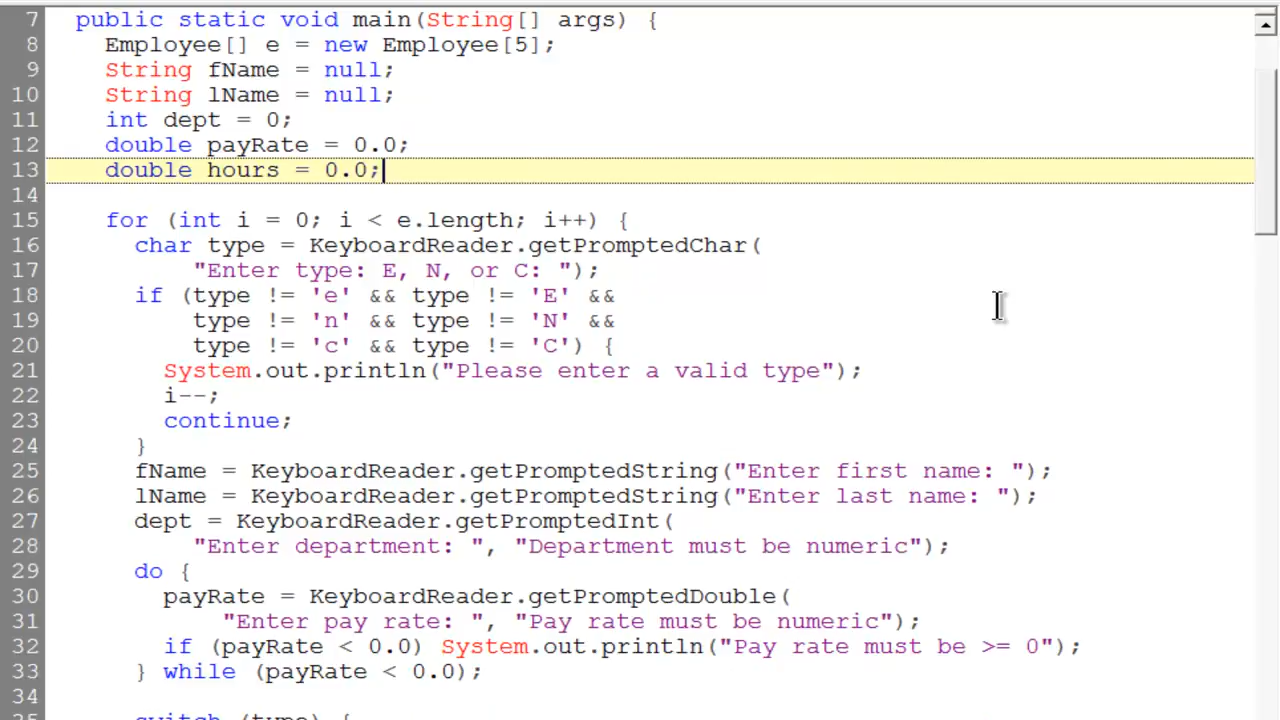 7 public static void main(String[] args) {
8 Employee[] e = new Employee[5];
9 String fName = null;
10 String lName = null;
11 int dept = 0;
12 double payRate = 0.0;
13 double hours = 0.0;
14
15 for (int i = 0; i < e.length; i++) {
16 char type = KeyboardReader.getPromptedChar(
17 "Enter type: E, N, or C: ");
18 if (type != 'e' && type != 'E' &&
19 type != 'n' && type != 'N' &&
20 type != 'c' && type != 'C') {
21 System.out.println("Please enter a valid type");
22 i--;
23 continue;
24 }
25 fName = KeyboardReader.getPromptedString("Enter first name: ");
26 lName = KeyboardReader.getPromptedString("Enter last name: ");
27 dept = KeyboardReader.getPromptedInt(
28 "Enter department: ", "Department must be numeric");
29 do {
30 payRate = KeyboardReader.getPromptedDouble(
31 "Enter pay rate: ", "Pay rate must be numeric");
32 if (payRate < 0.0) System.out.println("Pay rate must be >= 0");
33 } while (payRate < 0.0);
34
35 switch (type) {